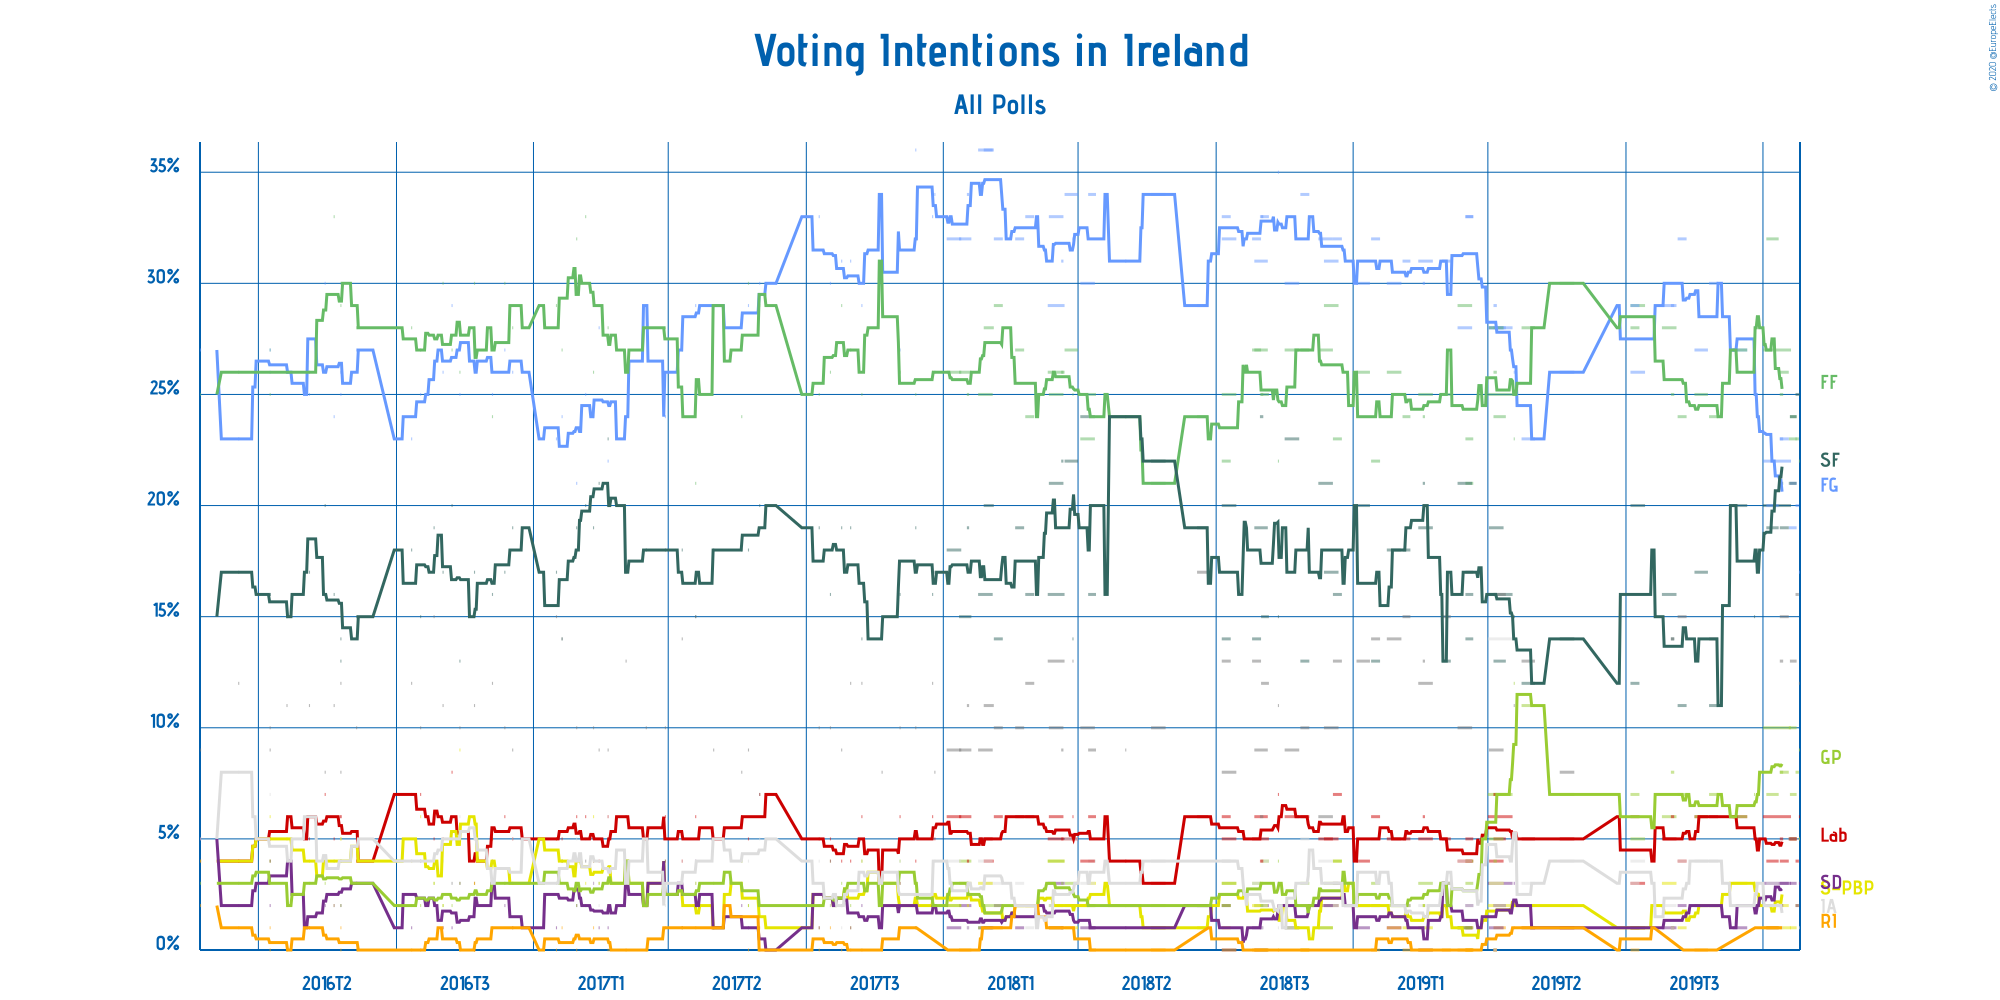 © 2020 @EuropeElects
Voting Intentions in Ireland
All Polls
35%
30%
25%
20%
15%
10%
5%
0%
FF
SF
FG
GP
Lab
SD
PBP
IA
RI
2016T2
2016T3
2017T1
2017T2
2017T3
2018T1
2018T2
2018T3
2019T1
2019T2
2019T3